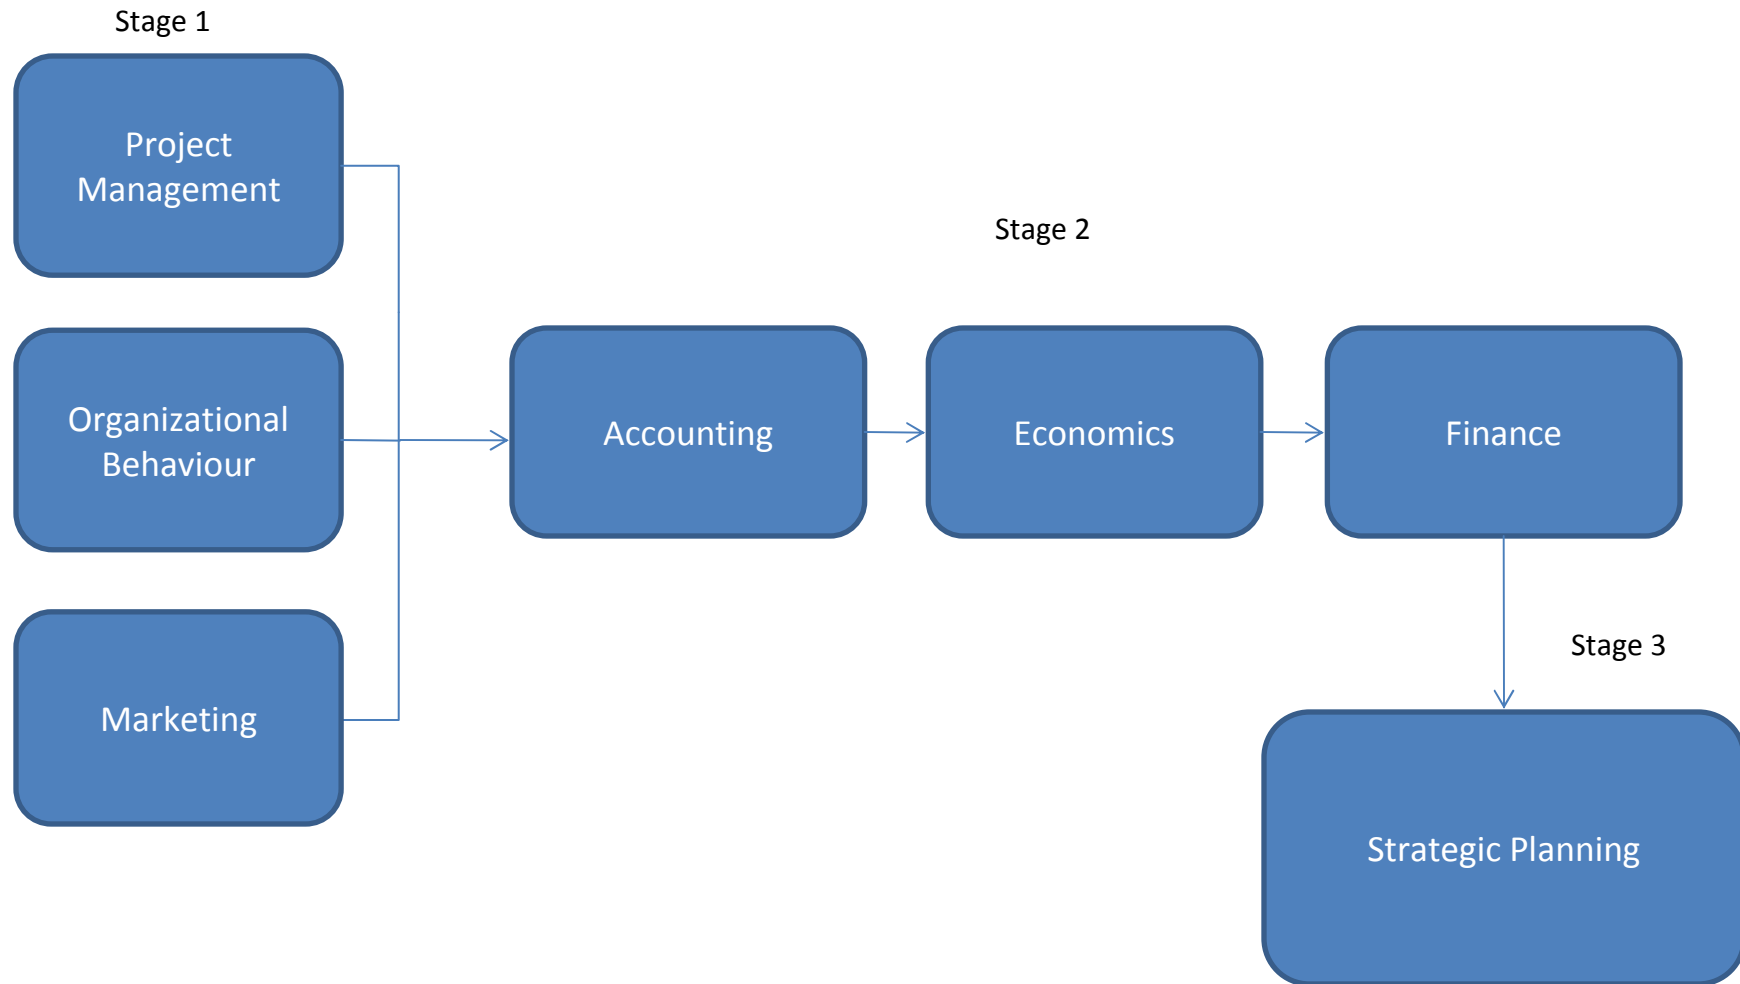 Stage 1
Project
Management
Stage 2
Organizational
Behaviour
Accounting
Economics
Finance
Stage 3
Marketing
Strategic Planning